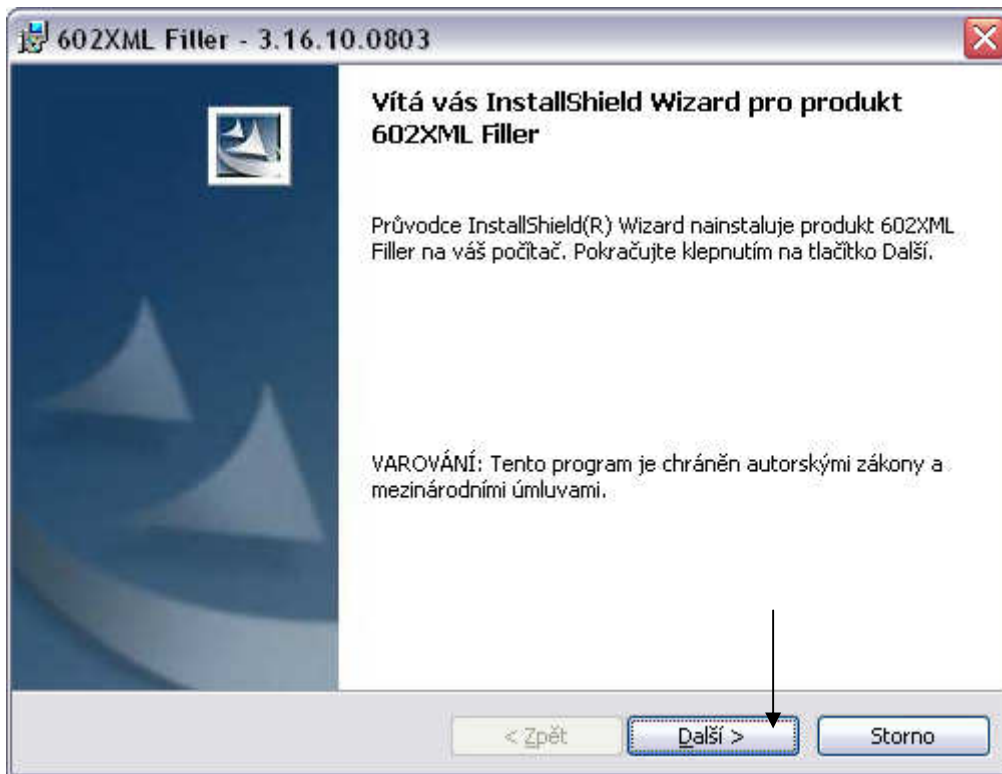 602XML Filler - 3.16.10.0803
Vítá vás InstallShield Wizard pro produkt
602XML Filler
Průvodce InstallShield(R) Wizard nainstaluje produkt 602XML
Filler na váš počítač. Pokračujte klepnutím na tlačítko Další.
VAROVÁNÍ: Tento program je chráněn autorskými zákony a
mezinárodními úmluvami.
< Zpět
Další >
Storno